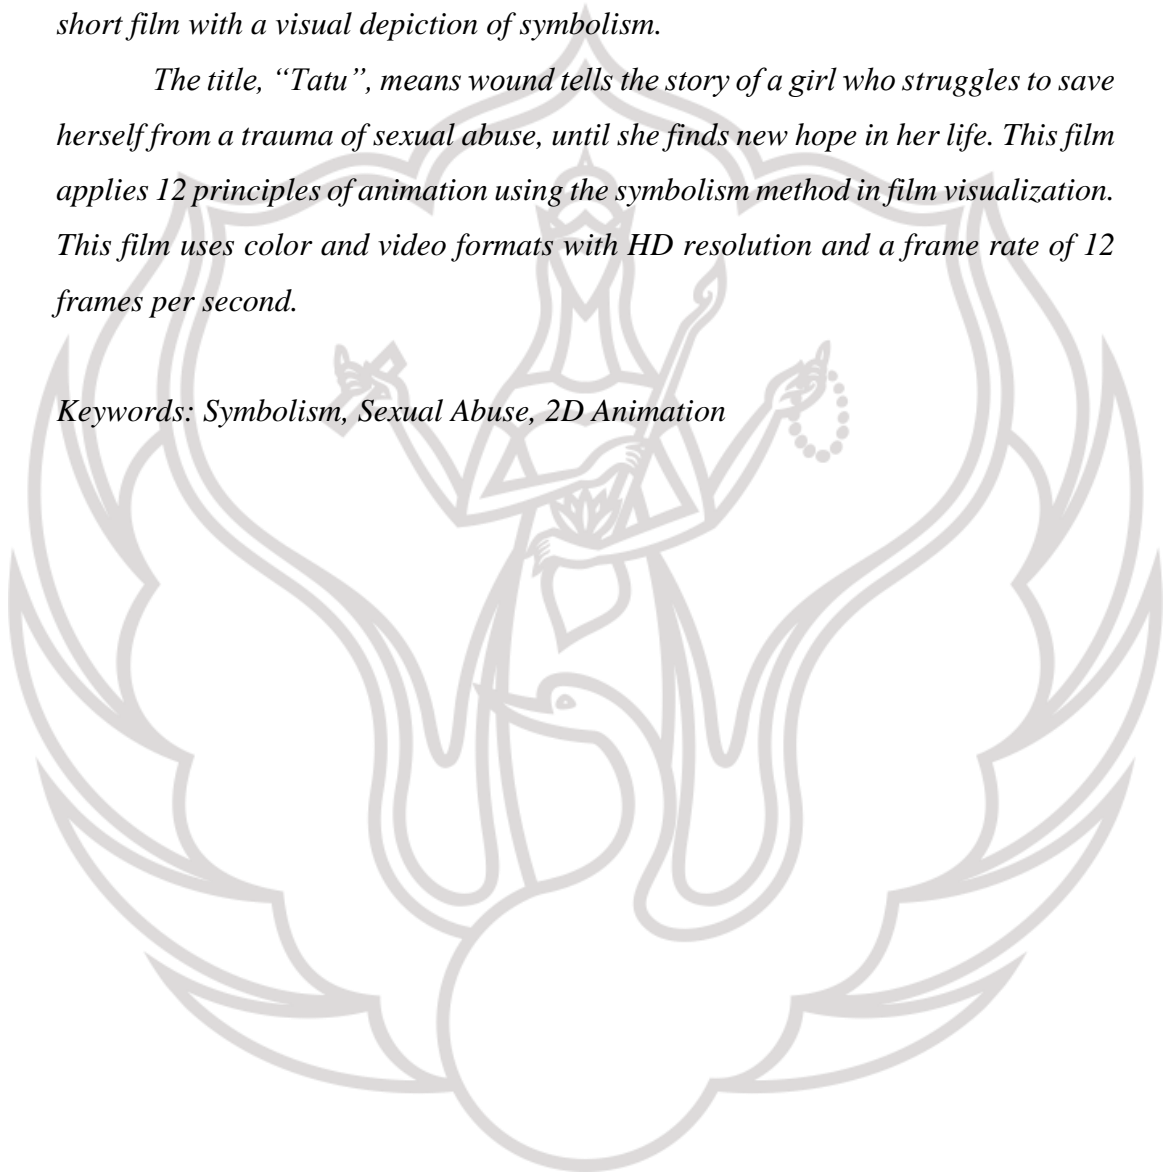 short film with a visual depiction of symbolism.
The title, “Tatu”, means wound tells the story of a girl who struggles to save
herself from a trauma of sexual abuse, until she finds new hope in her life. This film
applies 12 principles of animation using the symbolism method in film visualization.
This film uses color and video formats with HD resolution and a frame rate of 12
frames per second.
Keywords: Symbolism, Sexual Abuse, 2D Animation